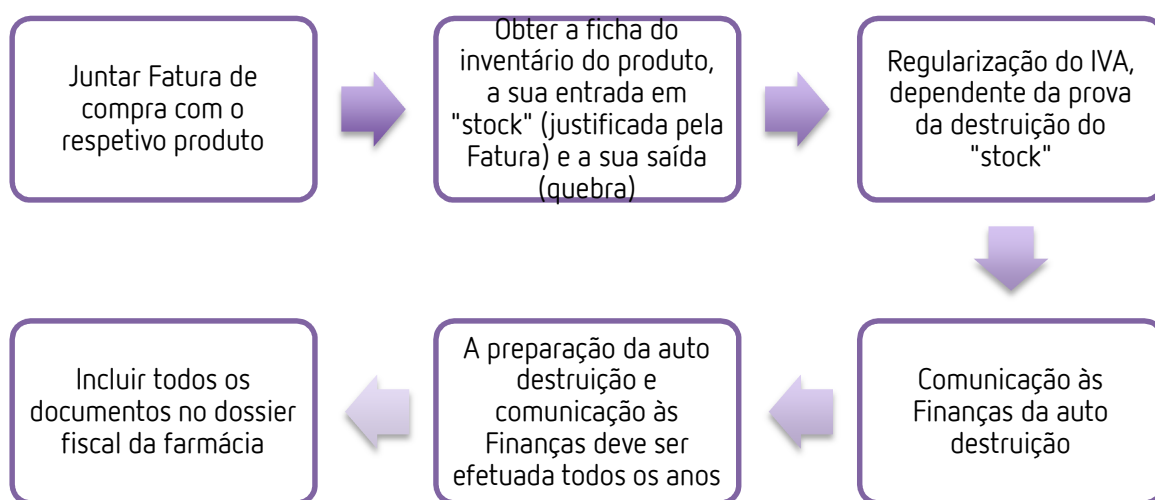 Juntar Fatura de
compra com o
respetivo produto
Obter a ficha do
inventário do produto,
a sua entrada em
"stock" (justificada pela
Fatura) e a sua saída
(quebra)
Regularização do IVA,
dependente da prova
da destruição do
"stock"
Comunicação às
Finanças da auto
destruição
A preparação da auto
destruição e
comunicação às
Finanças deve ser
efetuada todos os anos
Incluir todos os
documentos no dossier
fiscal da farmácia